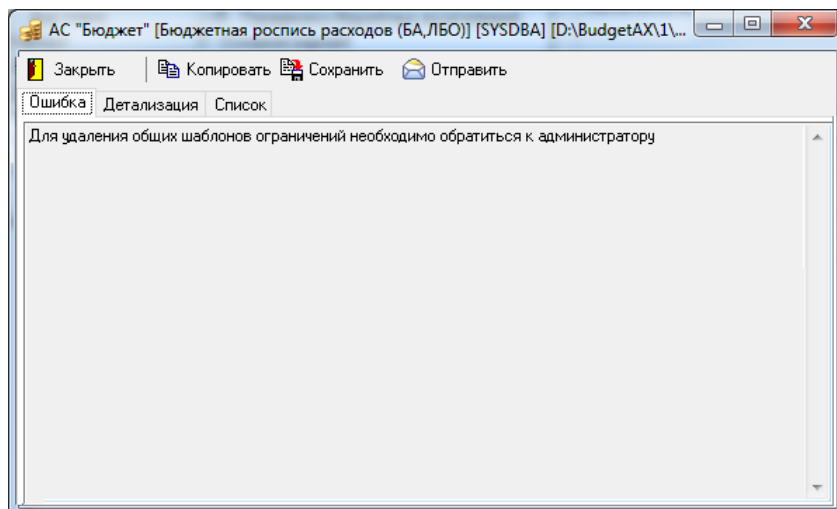 АС "Бюджет" [Бюджетная роспись расходов (БА,ЛБО)] [SYSDBA] [D:\BudgetAX\1\...
Закрыть Копировать Сохранить Отправить
Ошибка Детализация Список
Для удаления общих шаблонов ограничений необходимо обратиться к администратору